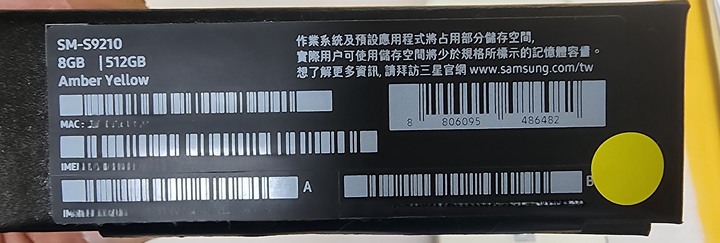 SM-S9210
8GB | 512GB
Amber Yellow
作業系統及預設應用程式將占用部分儲存空間,
實際用戶可使用儲存空間將少於規格所標示的記憶體容量。
想了解更多資訊, 請拜訪三星官網 www.samsung.com/tw
MAC:
8 806095 486482
IMEI
A
B